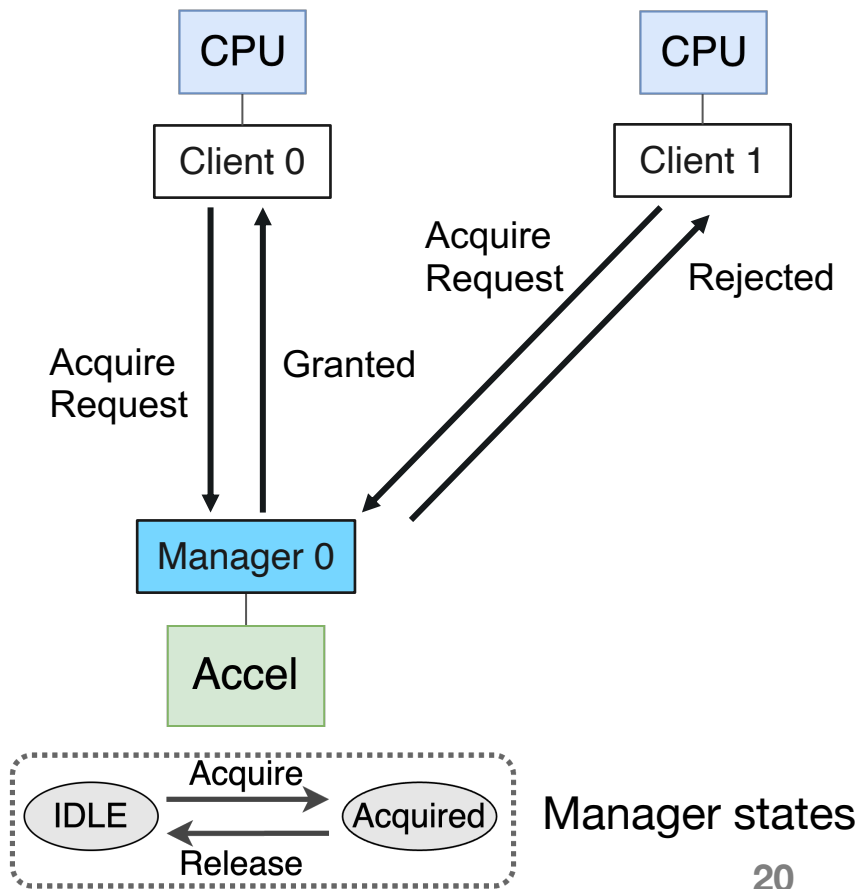 CPU
CPU
Client 0
Client 1
Acquire
Request
Rejected
Acquire
Request
Granted
Manager 0
Accel
Acquire
IDLE
Acquired
Release
Manager states
20